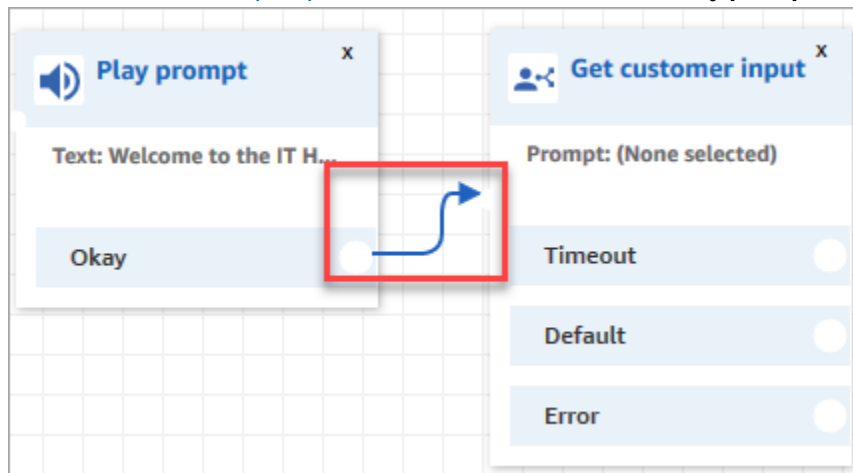 Play prompt
x
Text: Welcome to the IT H...
Okay
Get customer input
x
Prompt: (None selected)
Timeout
Default
Error